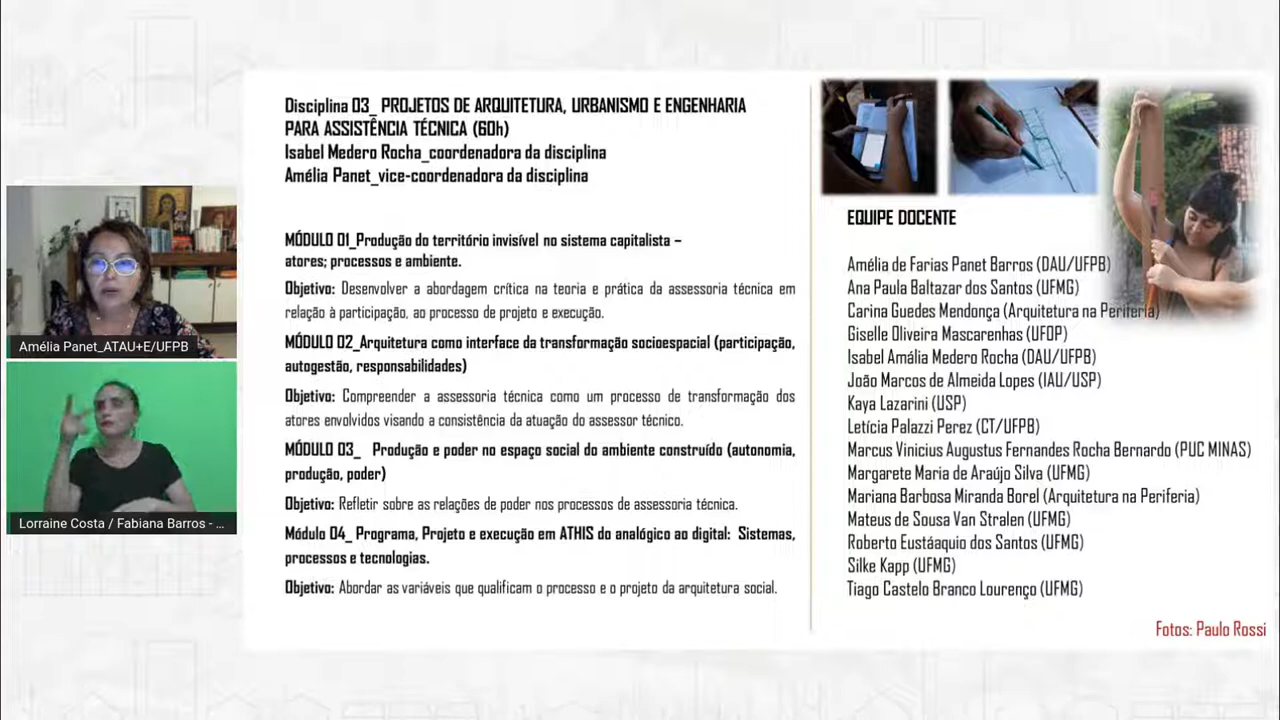 Disciplina 03_ PROJETOS DE ARQUITETURA, URBANISMO E ENGENHARIA
PARA ASSISTÊNCIA TÉCNICA (60h)
Isabel Medero Rocha_coordenadora da disciplina
Amélia Panet_vice-coordenadora da disciplina
MÓDULO 01_Produção do território invisível no sistema capitalista –
atores; processos e ambiente.
Objetivo: Desenvolver a abordagem crítica na teoria e prática da assessoria técnica em
relação à participação, ao processo de projeto e execução.
MÓDULO 02_Arquitetura como interface da transformação socioespacial (participação,
autogestão, responsabilidades)
Objetivo: Compreender a assessoria técnica como um processo de transformação dos
atores envolvidos visando a consistência da atuação do assessor técnico.
MÓDULO 03_ Produção e poder no espaço social do ambiente construído (autonomia,
produção, poder)
Objetivo: Refletir sobre as relações de poder nos processos de assessoria técnica.
Módulo 04_ Programa, Projeto e execução em ATHIS do analógico ao digital: Sistemas,
processos e tecnologias.
Objetivo: Abordar as variáveis que qualificam o processo e o projeto da arquitetura social.
EQUIPE DOCENTE
Amélia de Farias Panet Barros (DAU/UFPB)
Ana Paula Baltazar dos Santos (UFMG)
Carina Guedes Mendonça (Arquitetura na Periferia)
Giselle Oliveira Mascarenhas (UFOP)
Isabel Amália Medero Rocha (DAU/UFPB)
João Marcos de Almeida Lopes (IAU/USP)
Kaya Lazarini (USP)
Letícia Palazzi Perez (CT/UFPB)
Marcus Vinicius Augustus Fernandes Rocha Bernardo (PUC MINAS)
Margarete Maria de Araújo Silva (UFMG)
Mariana Barbosa Miranda Borel (Arquitetura na Periferia)
Mateus de Sousa Van Stralen (UFMG)
Roberto Eustáaquio dos Santos (UFMG)
Silke Kapp (UFMG)
Tiago Castelo Branco Lourenço (UFMG)
Fotos: Paulo Rossi
Amélia Panet_ATAU+E/UFPB
Lorraine Costa / Fabiana Barros - ...